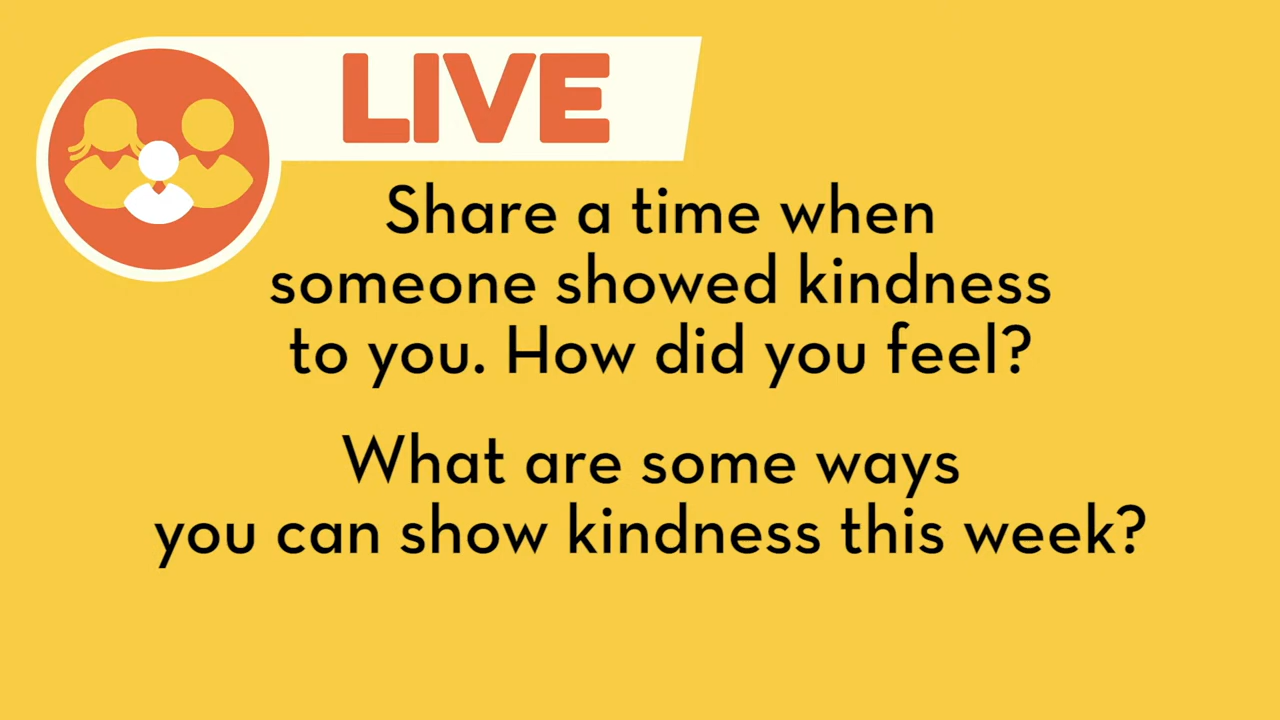 LIVE
Share a time when
someone showed kindness
to you. How did you feel?
What are some ways
you can show kindness this week?